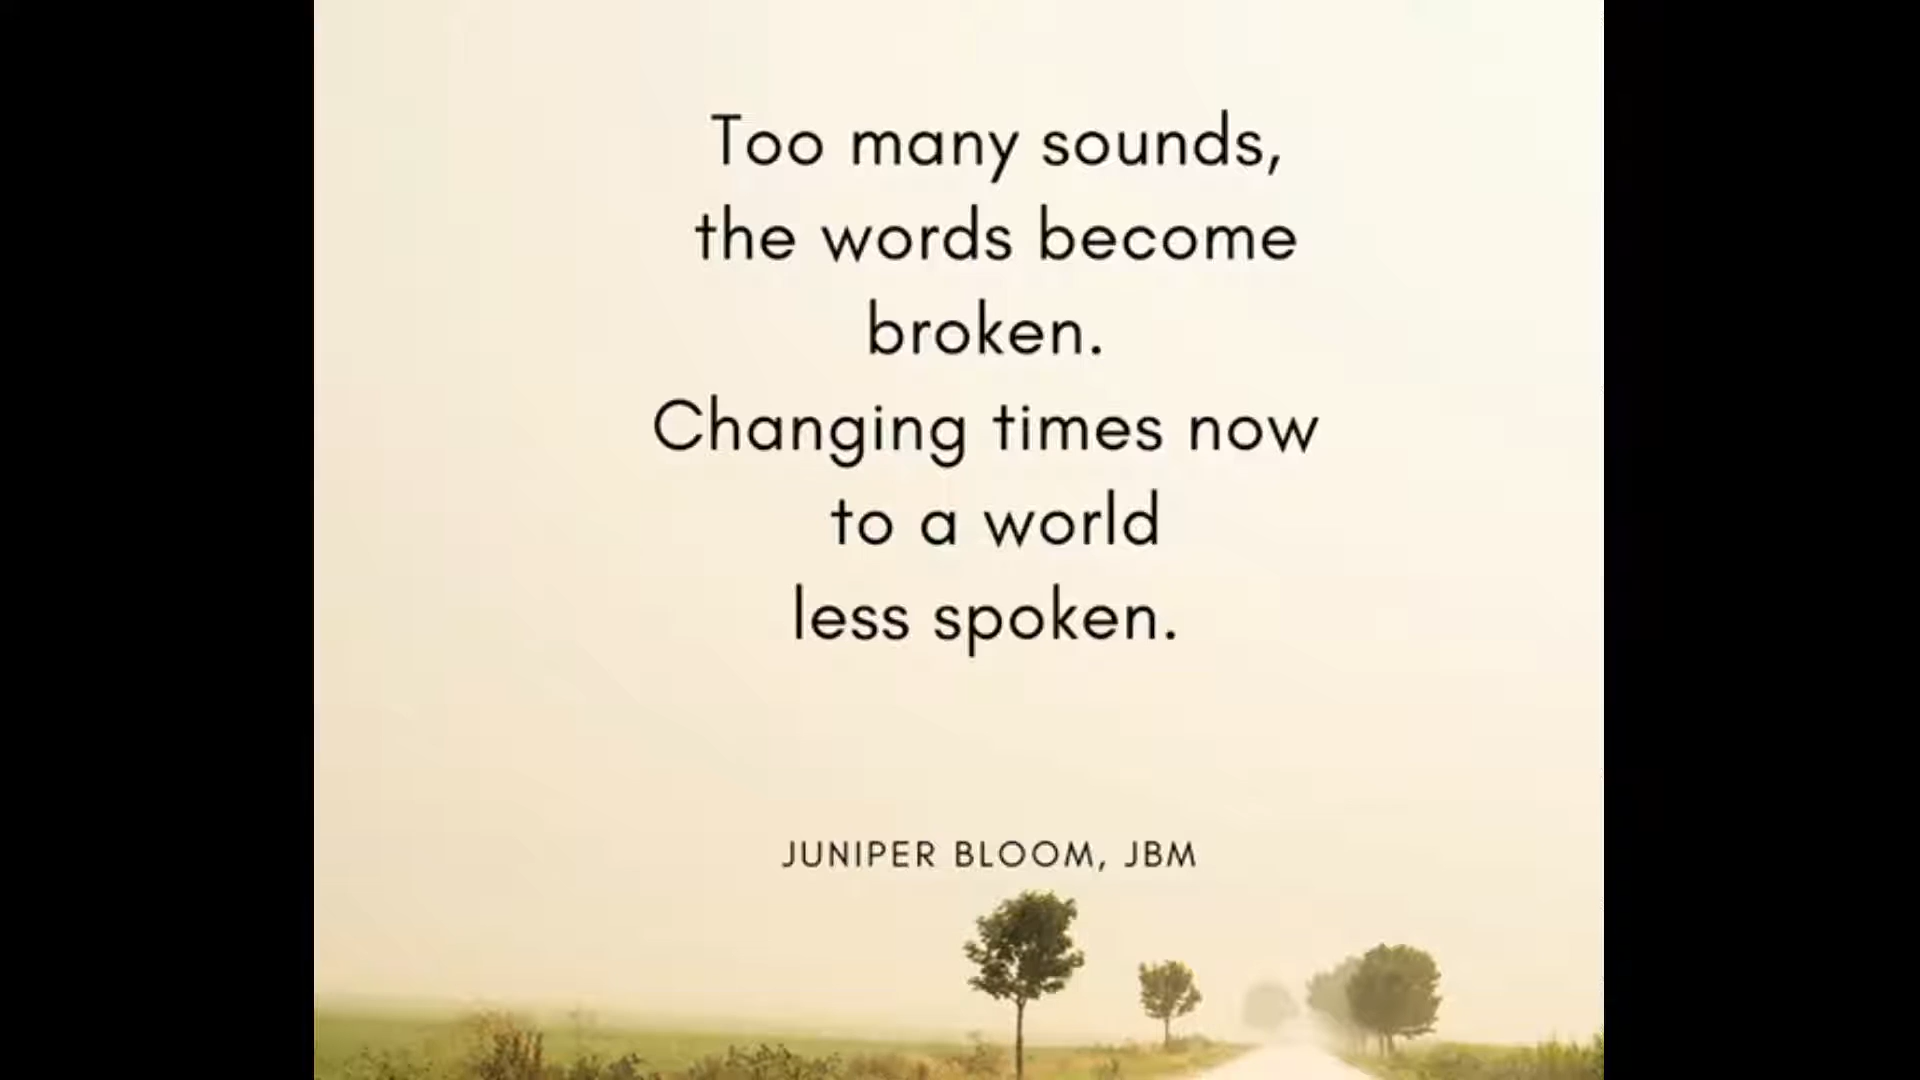 Too many sounds,
the words become
broken.
Changing times now
to a world
less spoken.
JUNIPER BLOOM, JBM